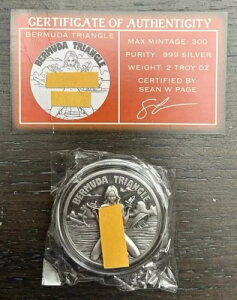 CERTIFICATE OF AUTHENTICITY
BERMUDA TRIANGLE
BERMUDA TRIANGLE
MAX MINTAGE: 300
PURITY: .999 SILVER
WEIGHT: 2 TROY OZ
CERTIFIED BY
SEAN W PAGE
BERMUDA TRIANGLE